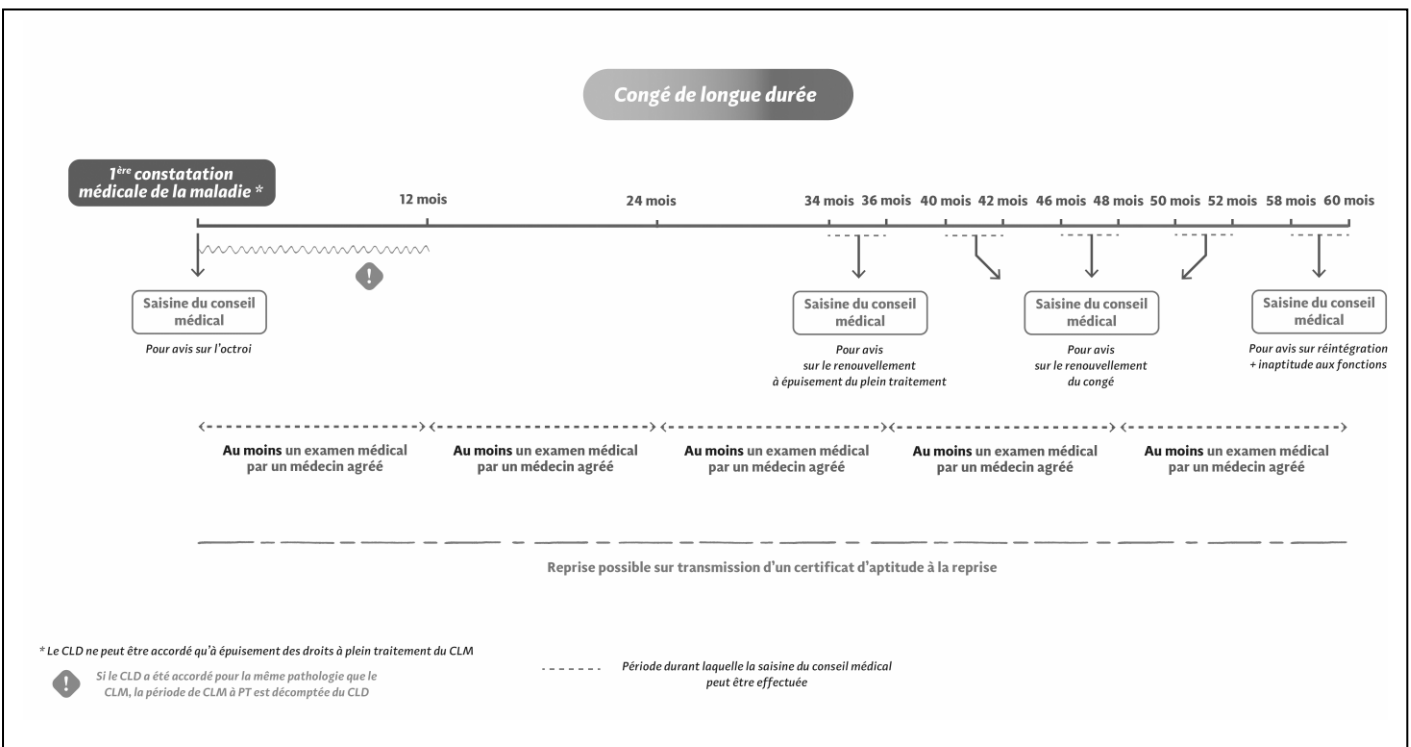 Congé de longue durée
1ère constatation
médicale de la maladie *
12 mois
24 mois
34 mois
36 mois
40 mois
42 mois
46 mois
48 mois
50 mois
52 mois
58 mois
60 mois
!
Saisine du conseil
médical
Pour avis sur l'octroi
Saisine du conseil
médical
Pour avis
sur le renouvellement
à épuisement du plein traitement
Saisine du conseil
médical
Pour avis
sur le renouvellement
du congé
Saisine du conseil
médical
Pour avis sur réintégration
+ inaptitude aux fonctions
Au moins un examen médical
par un médecin agréé
Au moins un examen médical
par un médecin agréé
Au moins un examen médical
par un médecin agréé
Au moins un examen médical
par un médecin agréé
Au moins un examen médical
par un médecin agréé
Reprise possible sur transmission d'un certificat d'aptitude à la reprise
* Le CLD ne peut être accordé qu'à épuisement des droits à plein traitement du CLM
!
Si le CLD a été accordé pour la même pathologie que le
CLM, la période de CLM à PT est décomptée du CLD
Période durant laquelle la saisine du conseil médical
peut être effectuée